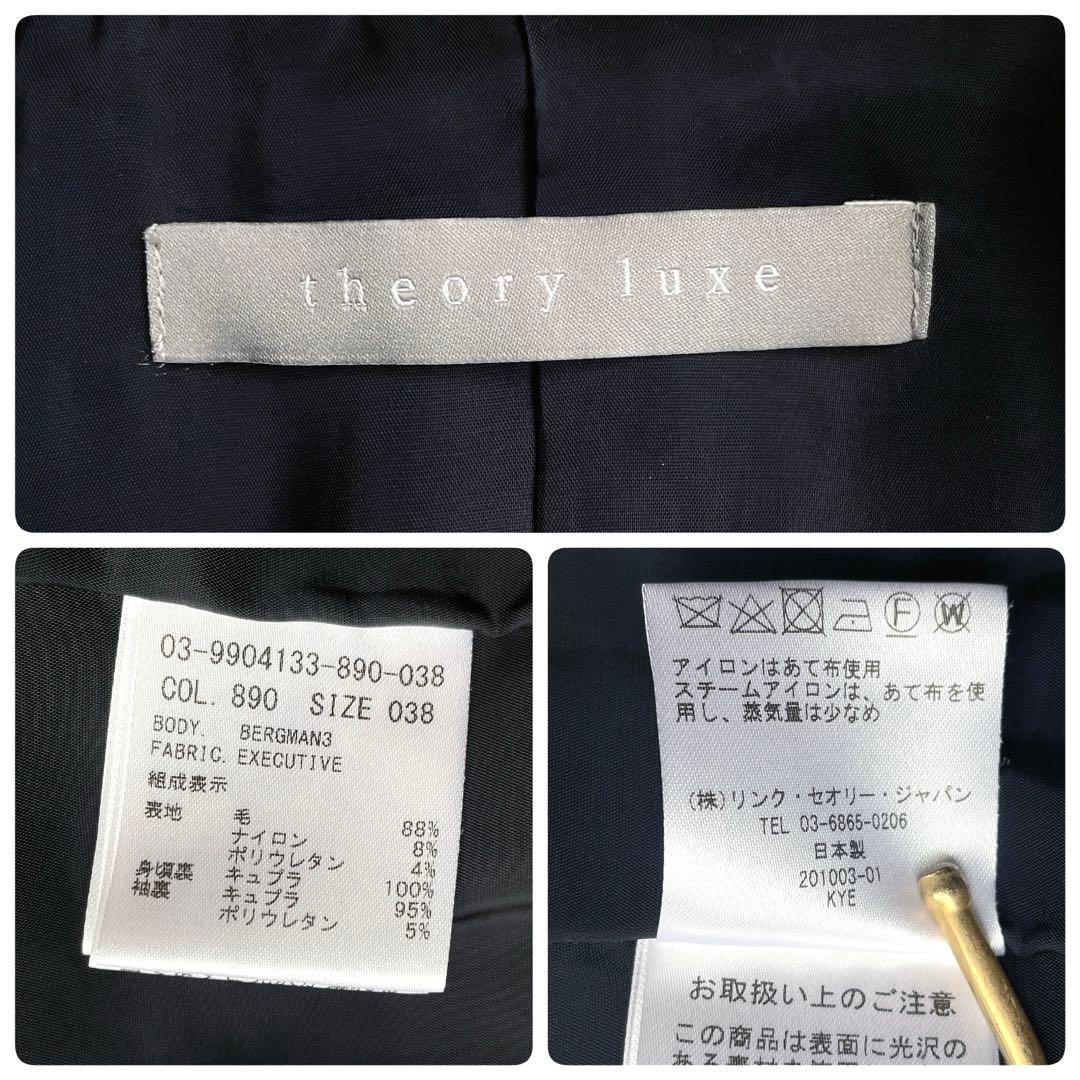 theory luxe
03-9904133-890-038
COL. 890 SIZE 038
BODY. BERGMAN3
FABRIC. EXECUTIVE
組成表示
表地 毛 88%
ナイロン 8%
ポリウレタン 4%
身頃裏 キュプラ 100%
袖裏 キュプラ 95%
ポリウレタン 5%
F W
アイロンはあて布使用
スチームアイロンは、あて布を使
用し、蒸気量は少なめ
(株)リンク・セオリー・ジャパン
TEL 03-6865-0206
日本製
201003-01
KYE
お取扱い上のご注意
この商品は表面に光沢の